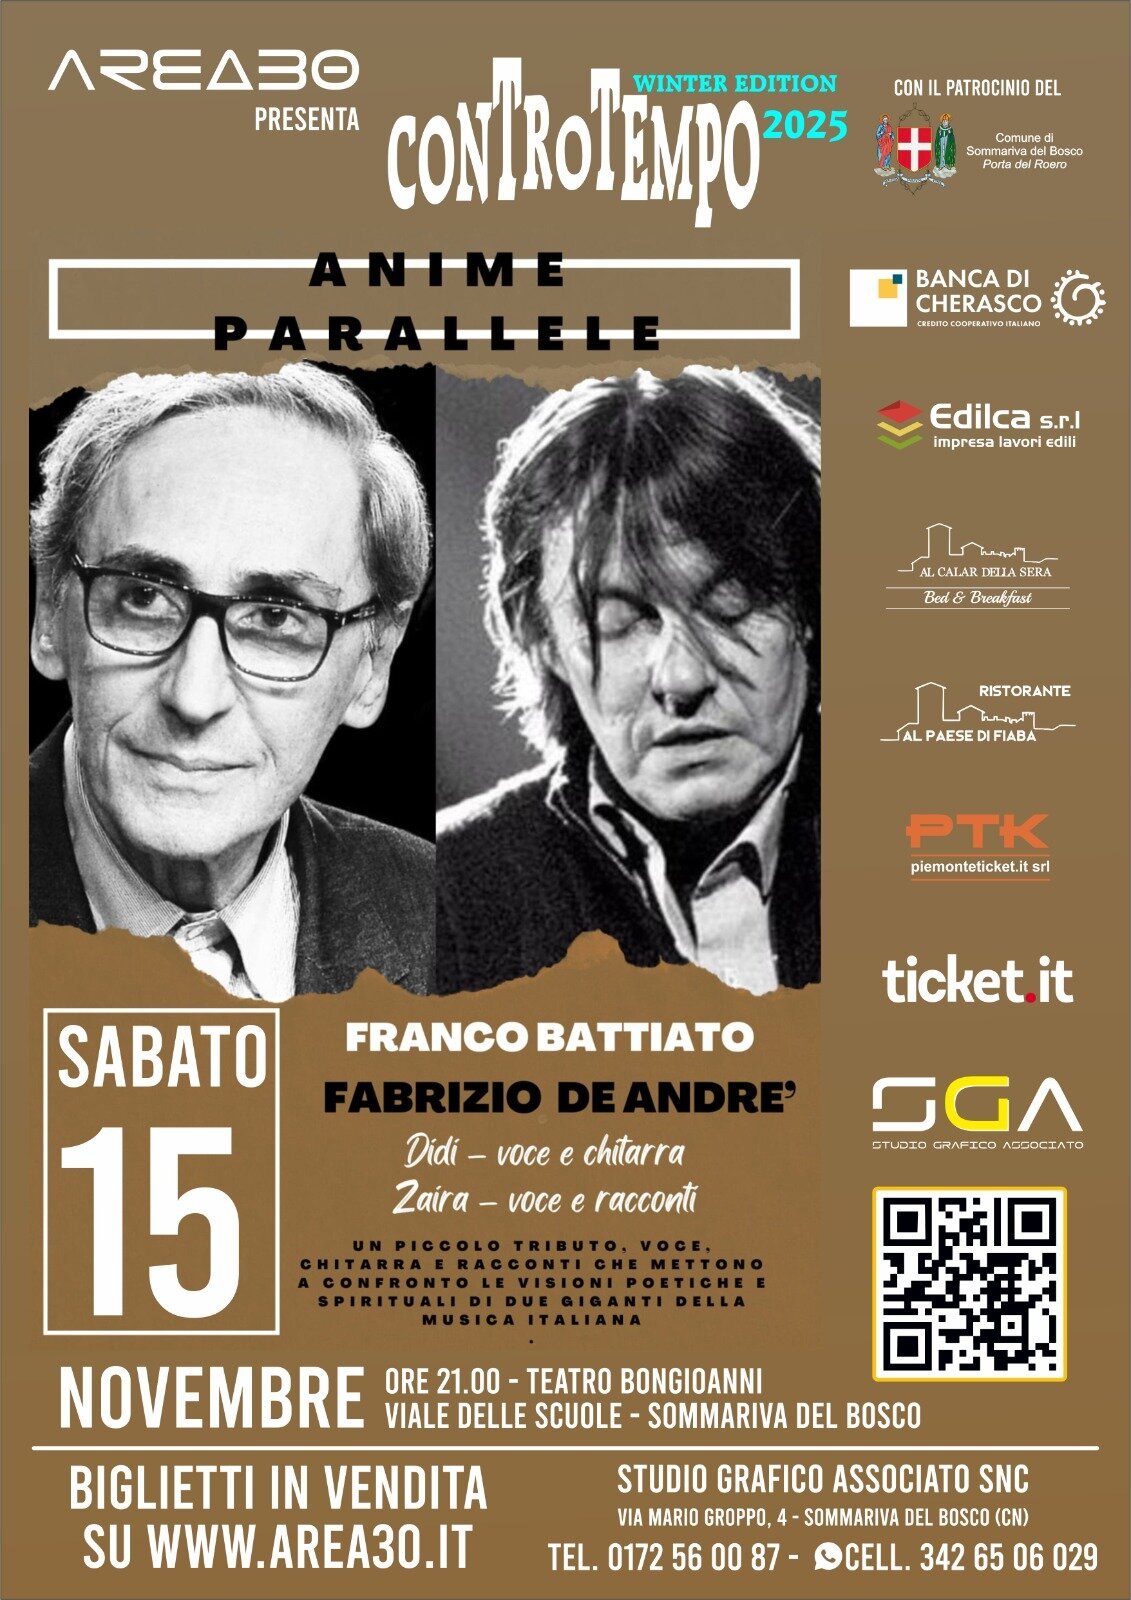 AREA30
PRESENTA
CONTROTEMPO
WINTER EDITION
2025
CON IL PATROCINIO DEL
Comune di
Sommariva del Bosco
Porta del Roero
ANIME
PARALLELE
BANCA DI
CHERASCO
CREDITO COOPERATIVO ITALIANO
Edilca s.r.l
impresa lavori edili
AL CALAR DELLA SERA
Bed & Breakfast
RISTORANTE
AL PAESE DI FIABA
PTK
piemonteticket.it srl
ticket.it
SGA
STUDIO GRAFICO ASSOCIATO
SABATO
15
NOVEMBRE
FRANCO BATTIATO
FABRIZIO DE ANDRE’
Didi – voce e chitarra
Zaira – voce e racconti
UN PICCOLO TRIBUTO, VOCE,
CHITARRA E RACCONTI CHE METTONO
A CONFRONTO LE VISIONI POETICHE E
SPIRITUALI DI DUE GIGANTI DELLA
MUSICA ITALIANA
.
ORE 21.00 - TEATRO BONGIOANNI
VIALE DELLE SCUOLE - SOMMARIVA DEL BOSCO
BIGLIETTI IN VENDITA
SU WWW.AREA30.IT
STUDIO GRAFICO ASSOCIATO SNC
VIA MARIO GROPPO, 4 - SOMMARIVA DEL BOSCO (CN)
TEL. 0172 56 00 87 - CELL. 342 65 06 029